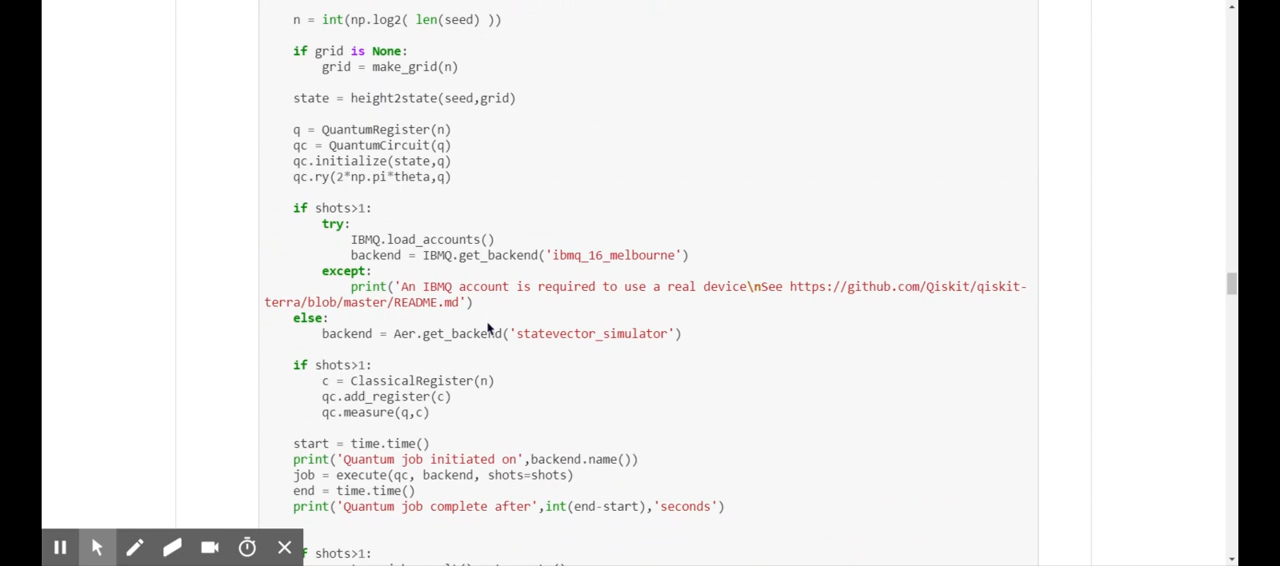 n = int(np.log2( len(seed) ))
if grid is None:
grid = make_grid(n)
state = height2state(seed,grid)
q = QuantumRegister(n)
qc = QuantumCircuit(q)
qc.initialize(state,q)
qc.ry(2*np.pi*theta,q)
if shots>1:
try:
IBMQ.load_accounts()
backend = IBMQ.get_backend('ibmq_16_melbourne')
except:
print('An IBMQ account is required to use a real device\nSee https://github.com/Qiskit/qiskit-
terra/blob/master/README.md')
else:
backend = Aer.get_backend('statevector_simulator')
if shots>1:
c = ClassicalRegister(n)
qc.add_register(c)
qc.measure(q,c)
start = time.time()
print('Quantum job initiated on',backend.name())
job = execute(qc, backend, shots=shots)
end = time.time()
print('Quantum job complete after',int(end-start),'seconds')
f shots>1: